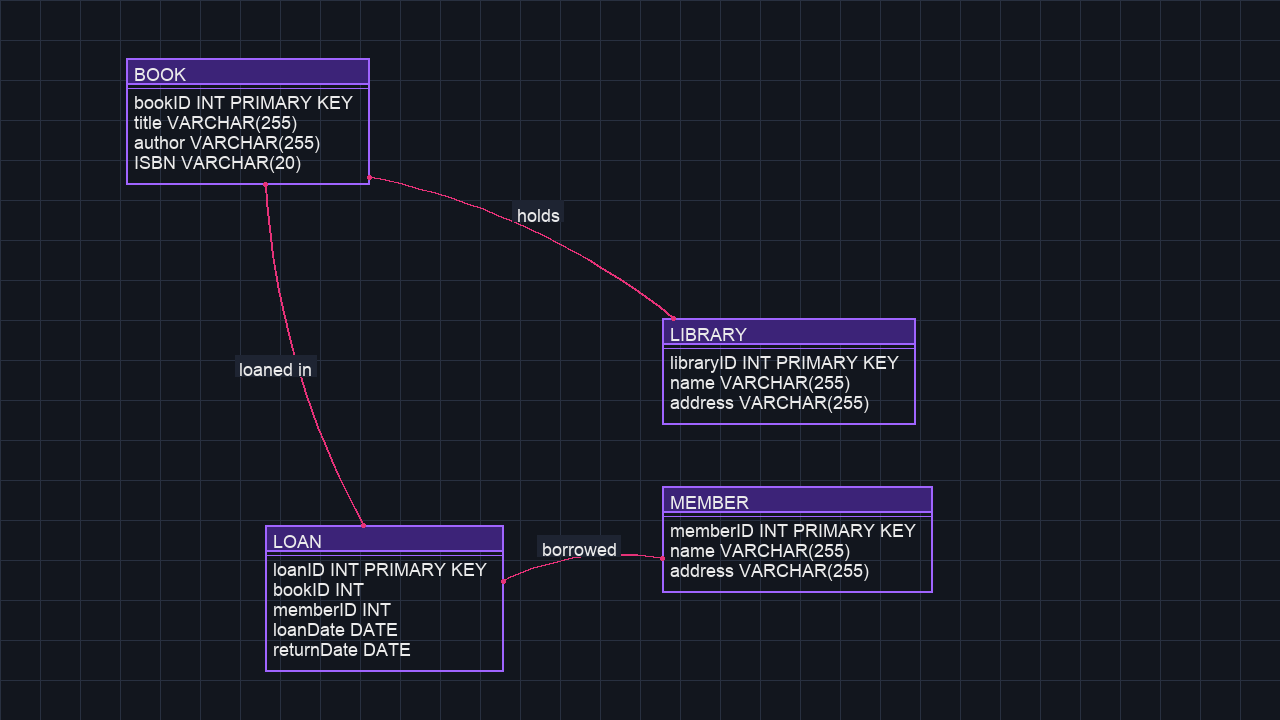 BOOK
bookID INT PRIMARY KEY
title VARCHAR(255)
author VARCHAR(255)
ISBN VARCHAR(20)
holds
LIBRARY
libraryID INT PRIMARY KEY
name VARCHAR(255)
address VARCHAR(255)
loaned in
MEMBER
memberID INT PRIMARY KEY
name VARCHAR(255)
address VARCHAR(255)
borrowed
LOAN
loanID INT PRIMARY KEY
bookID INT
memberID INT
loanDate DATE
returnDate DATE